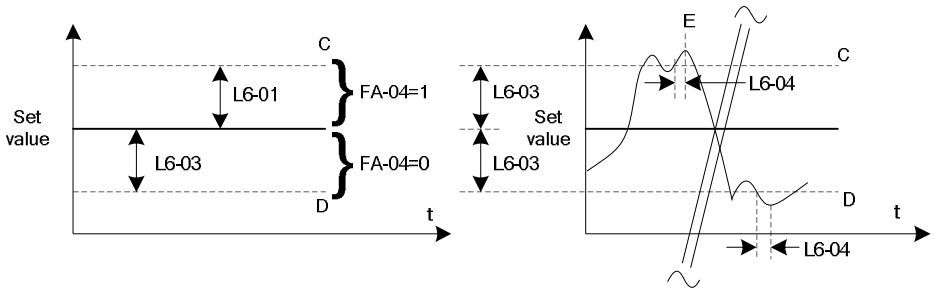 C
L6-01
FA-04=1
Set
value
L6-03
FA-04=0
D
t
E
C
L6-04
L6-03
Set
value
L6-03
D
t
L6-04